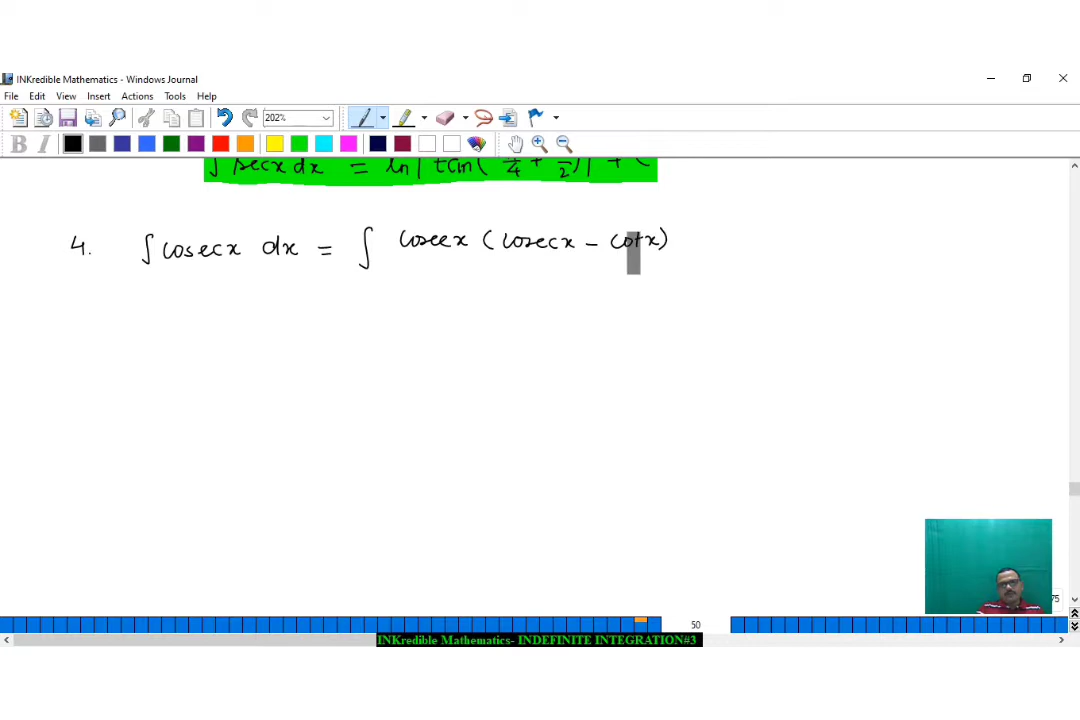 INKredible Mathematics - Windows Journal
File Edit View Insert Actions Tools Help
202%
B I
∫ secx dx = ln | tan( π/4 + x/2 )| + C
4. ∫ cosecx dx = ∫ cosecx (cosecx – cotx)
75
50
INKredible Mathematics- INDEFINITE INTEGRATION#3